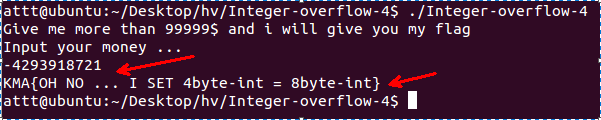 attt@ubuntu:~/Desktop/hv/Integer-overflow-4$ ./Integer-overflow-4
Give me more than 99999$ and i will give you my flag
Input your money ...
-4293918721
KMA{OH NO ... I SET 4byte-int = 8byte-int}
attt@ubuntu:~/Desktop/hv/Integer-overflow-4$